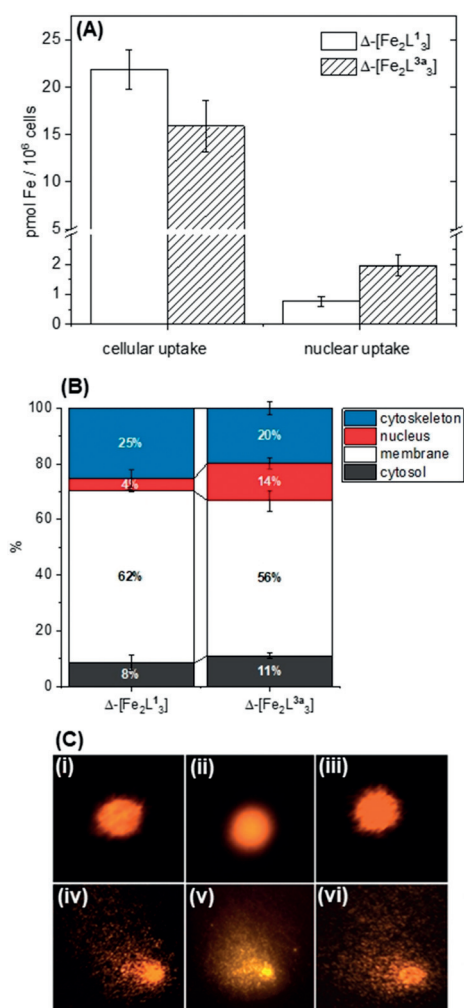 (A)
Δ-[Fe₂L¹₃]
Δ-[Fe₂L³ᵃ₃]
pmol Fe / 10⁶ cells
25
20
15
10
5
2
1
0
cellular uptake
nuclear uptake
(B)
%
100
80
60
40
20
0
25%
4%
62%
8%
20%
14%
56%
11%
cytoskeleton
nucleus
membrane
cytosol
Δ-[Fe₂L¹₃]
Δ-[Fe₂L³ᵃ₃]
(C)
(i)
(ii)
(iii)
(iv)
(v)
(vi)